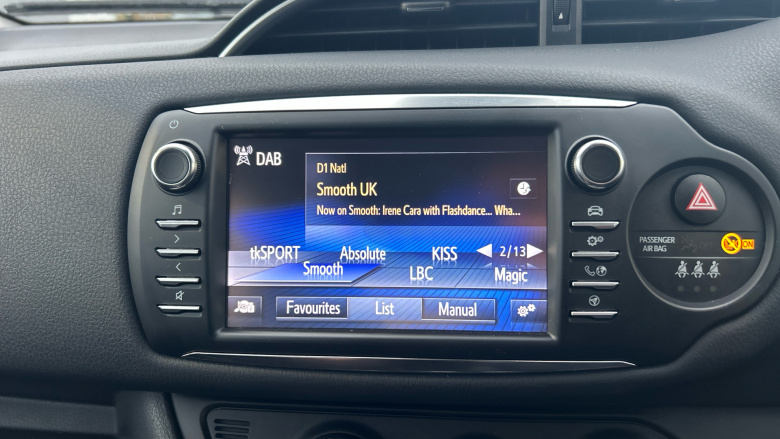 DAB
D1 Natl
Smooth UK
Now on Smooth: Irene Cara with Flashdance... Wha...
tkSPORT Absolute KISS 2/13
Smooth LBC Magic
Favourites List Manual
PASSENGER
AIR BAG
ON